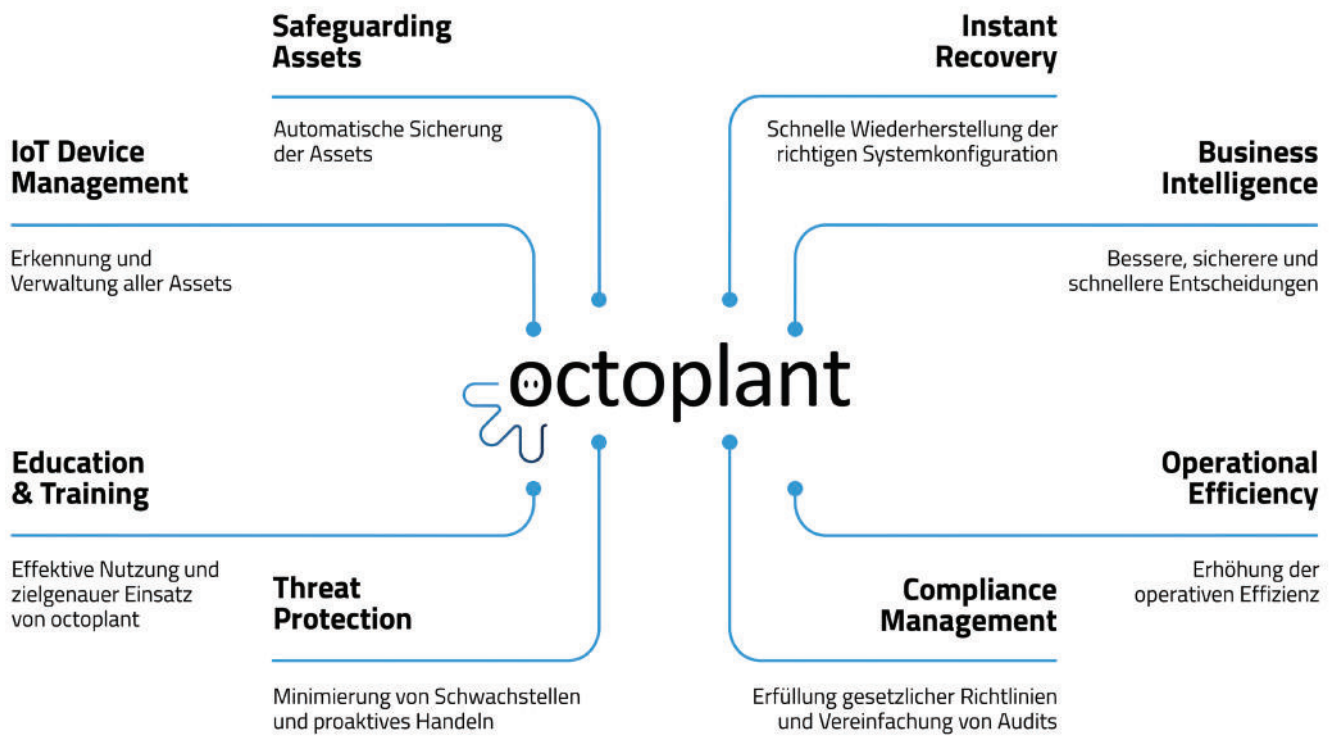 Safeguarding
Assets
Automatische Sicherung
der Assets
Instant
Recovery
Schnelle Wiederherstellung der
richtigen Systemkonfiguration
IoT Device
Management
Erkennung und
Verwaltung aller Assets
Business
Intelligence
Bessere, sicherere und
schnellere Entscheidungen
octoplant
Education
& Training
Effektive Nutzung und
zielgenauer Einsatz
von octoplant
Operational
Efficiency
Erhöhung der
operativen Effizienz
Threat
Protection
Minimierung von Schwachstellen
und proaktives Handeln
Compliance
Management
Erfüllung gesetzlicher Richtlinien
und Vereinfachung von Audits